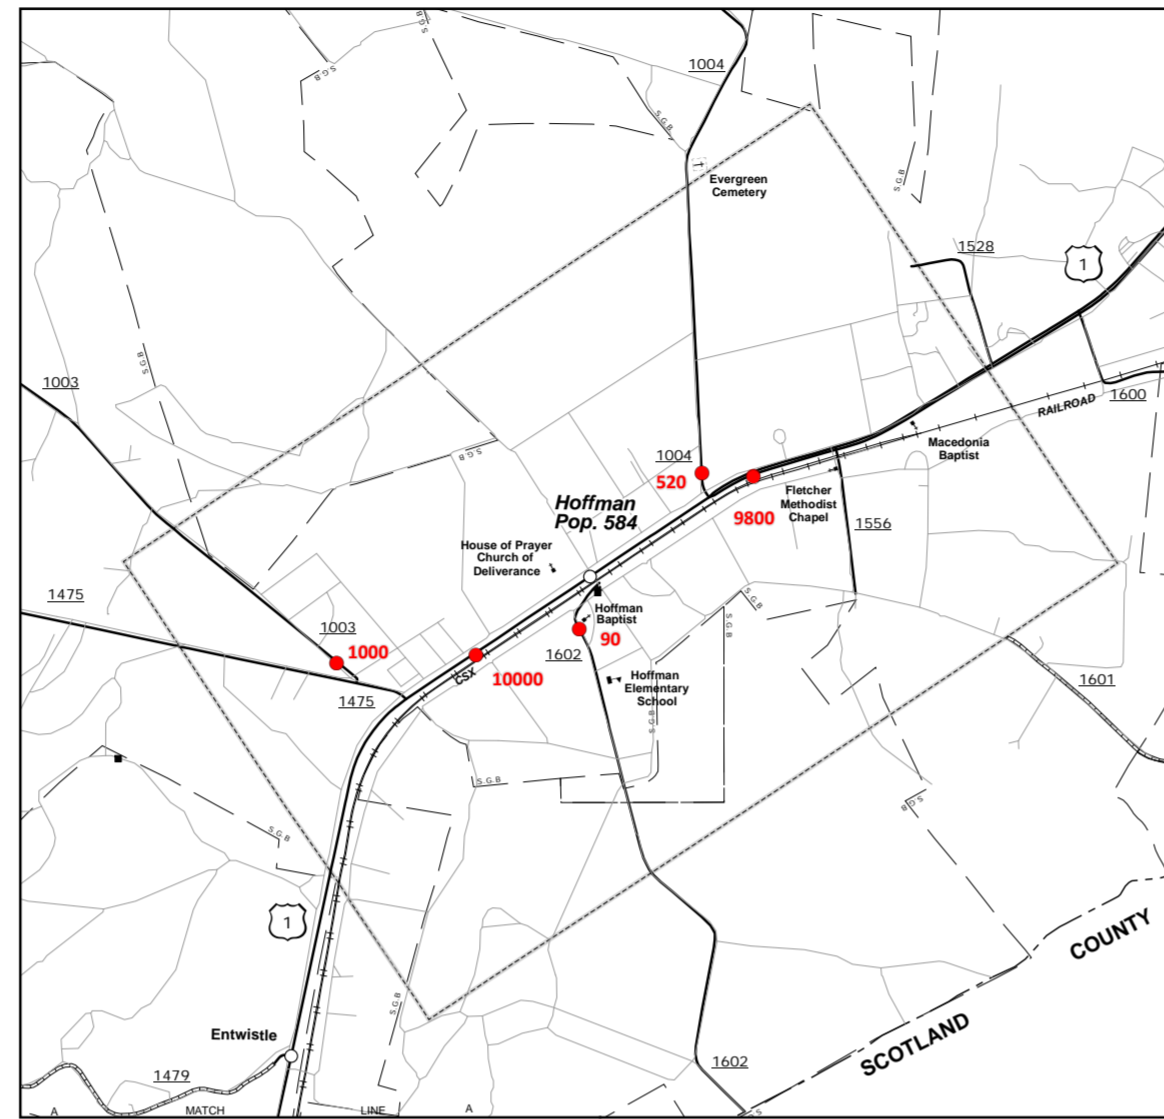 S.G.B
S.G.B
1004
S.G.B
Evergreen
Cemetery
S.G.B
1528
1
S.G.B
1003
RAILROAD
1600
Macedonia
Baptist
S.G.B
1004
520
Fletcher
Methodist
Chapel
9800
Hoffman
Pop. 584
House of Prayer
Church of
Deliverance
1556
1475
S.G.B
Hoffman
Baptist
90
S.G.B
1003
1000
1602
CSX
10000
Hoffman
Elementary
School
1601
1475
S.G.B
S.G.B
S.G.B
S.G.B
1
COUNTY
S.G.B
SCOTLAND
Entwistle
1602
1479
A
MATCH
LINE
A
S